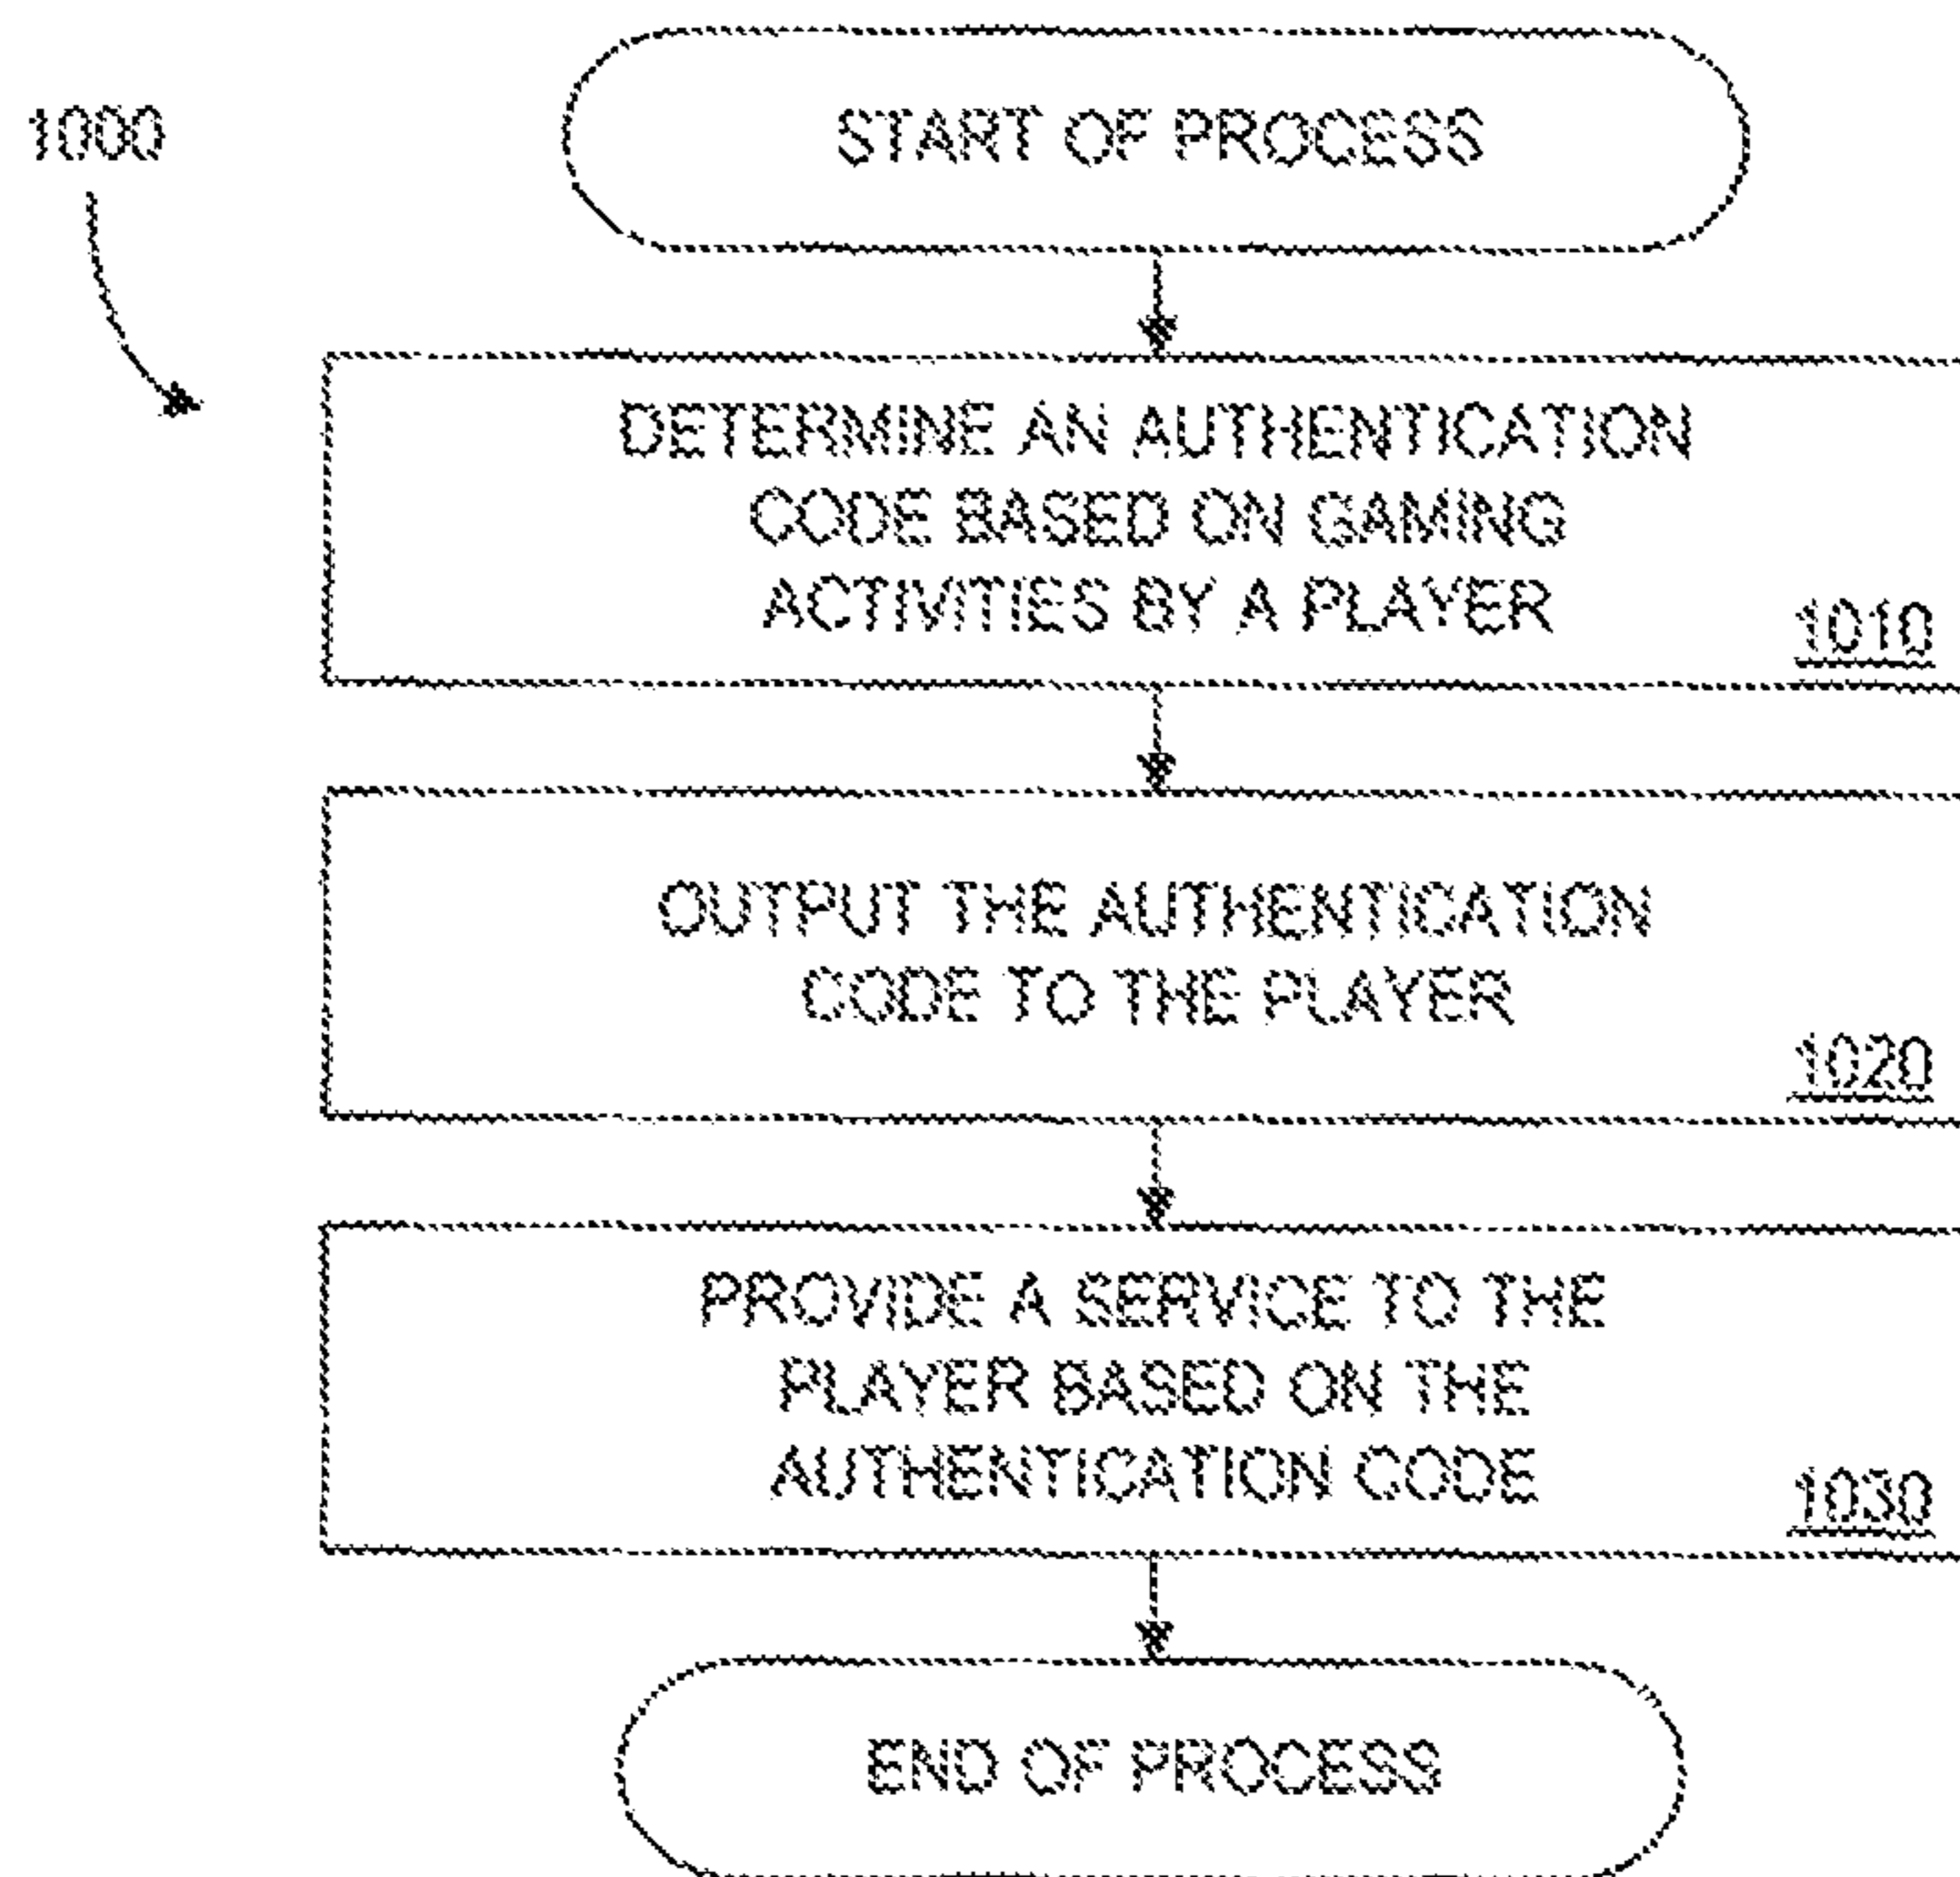 1000
START OF PROCESS
DETERMINE AN AUTHENTICATION
CODE BASED ON GAMING
ACTIVITIES BY A PLAYER
1010
OUTPUT THE AUTHENTICATION
CODE TO THE PLAYER
1020
PROVIDE A SERVICE TO THE
PLAYER BASED ON THE
AUTHENTICATION CODE
1030
END OF PROCESS